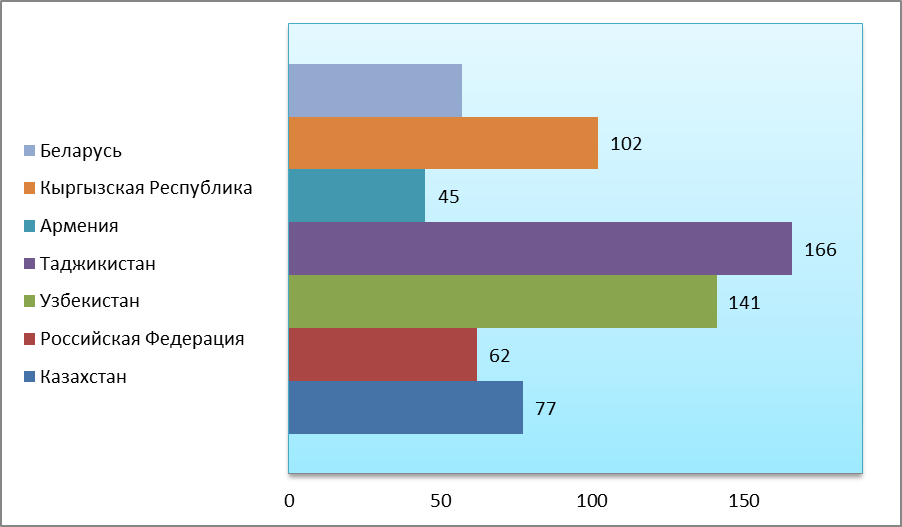 Беларусь
Кыргызская Республика
Армения
Таджикистан
Узбекистан
Российская Федерация
Казахстан
102
45
166
141
62
77
0 50 100 150